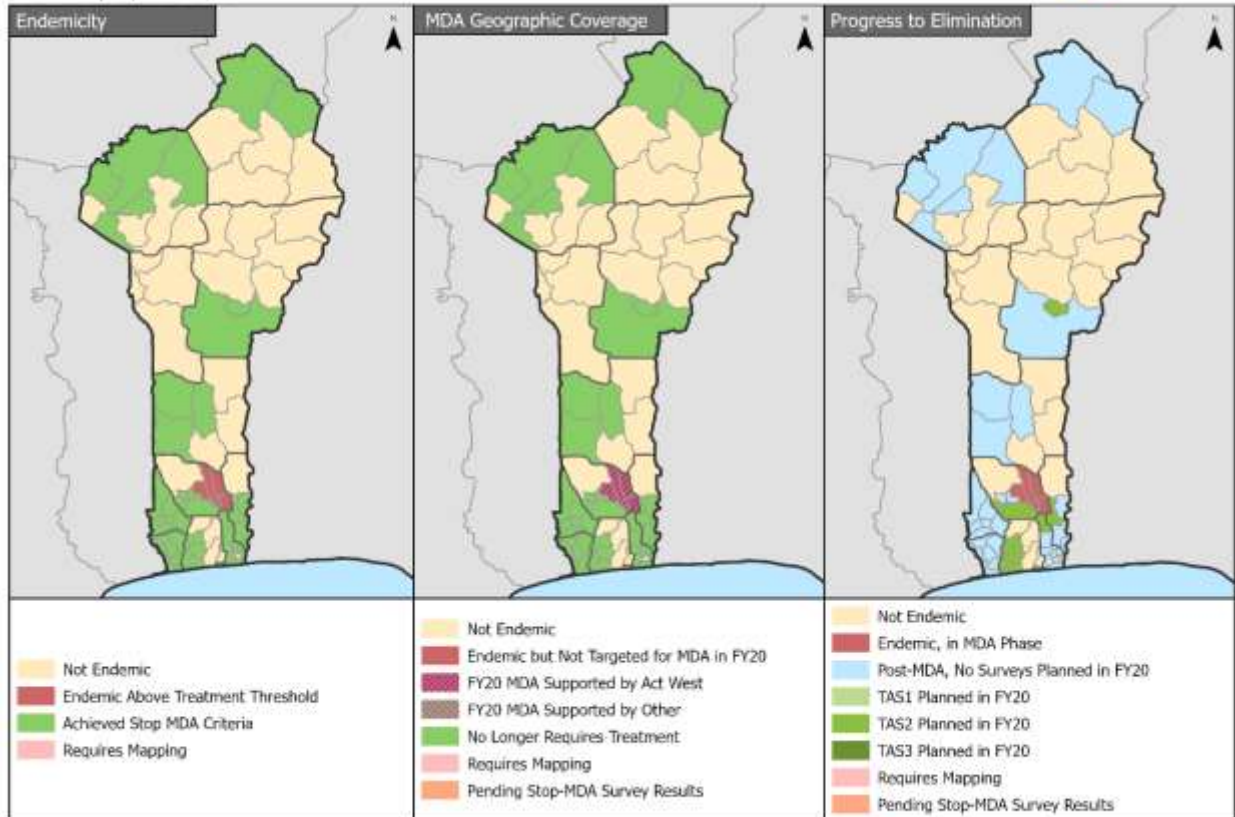 Endemicity
Not Endemic
Endemic Above Treatment Threshold
Achieved Stop MDA Criteria
Requires Mapping
MDA Geographic Coverage
Not Endemic
Endemic but Not Targeted for MDA in FY20
FY20 MDA Supported by Act West
FY20 MDA Supported by Other
No Longer Requires Treatment
Requires Mapping
Pending Stop-MDA Survey Results
Progress to Elimination
Not Endemic
Endemic, in MDA Phase
Post-MDA, No Surveys Planned in FY20
TAS1 Planned in FY20
TAS2 Planned in FY20
TAS3 Planned in FY20
Requires Mapping
Pending Stop-MDA Survey Results